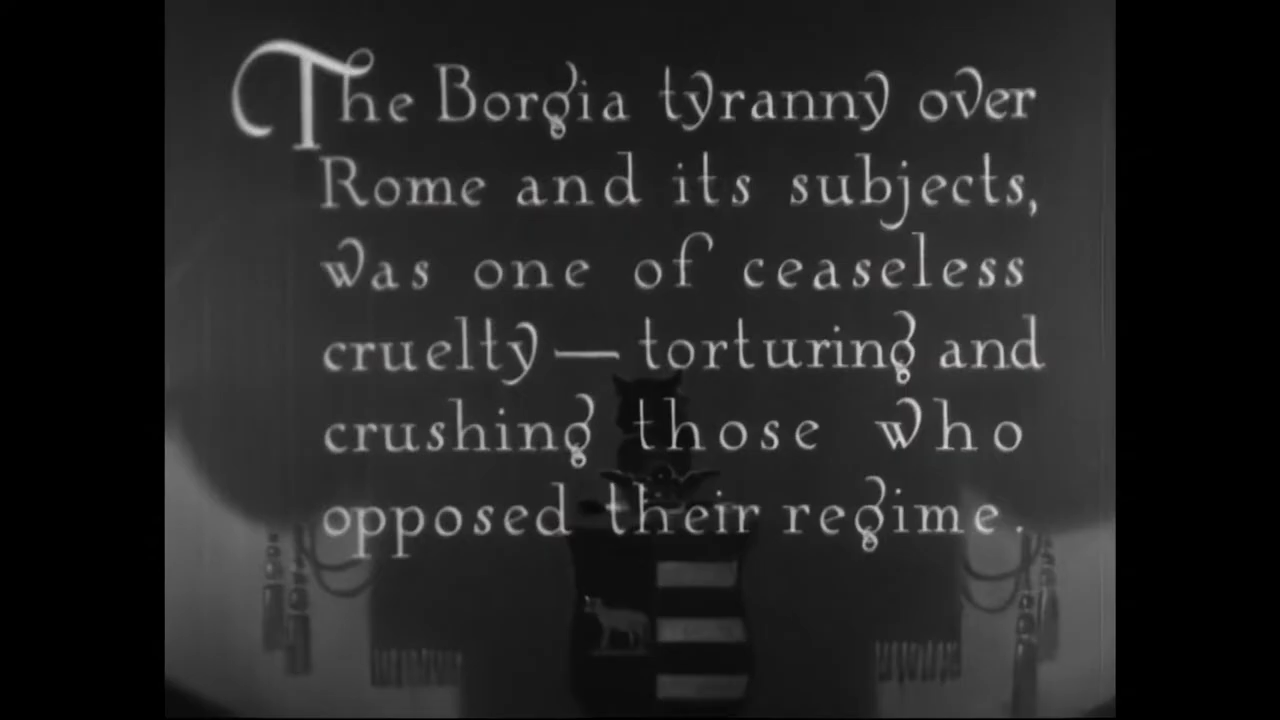 The Borgia tyranny over
Rome and its subjects,
was one of ceaseless
cruelty — torturing and
crushing those who
opposed their regime.